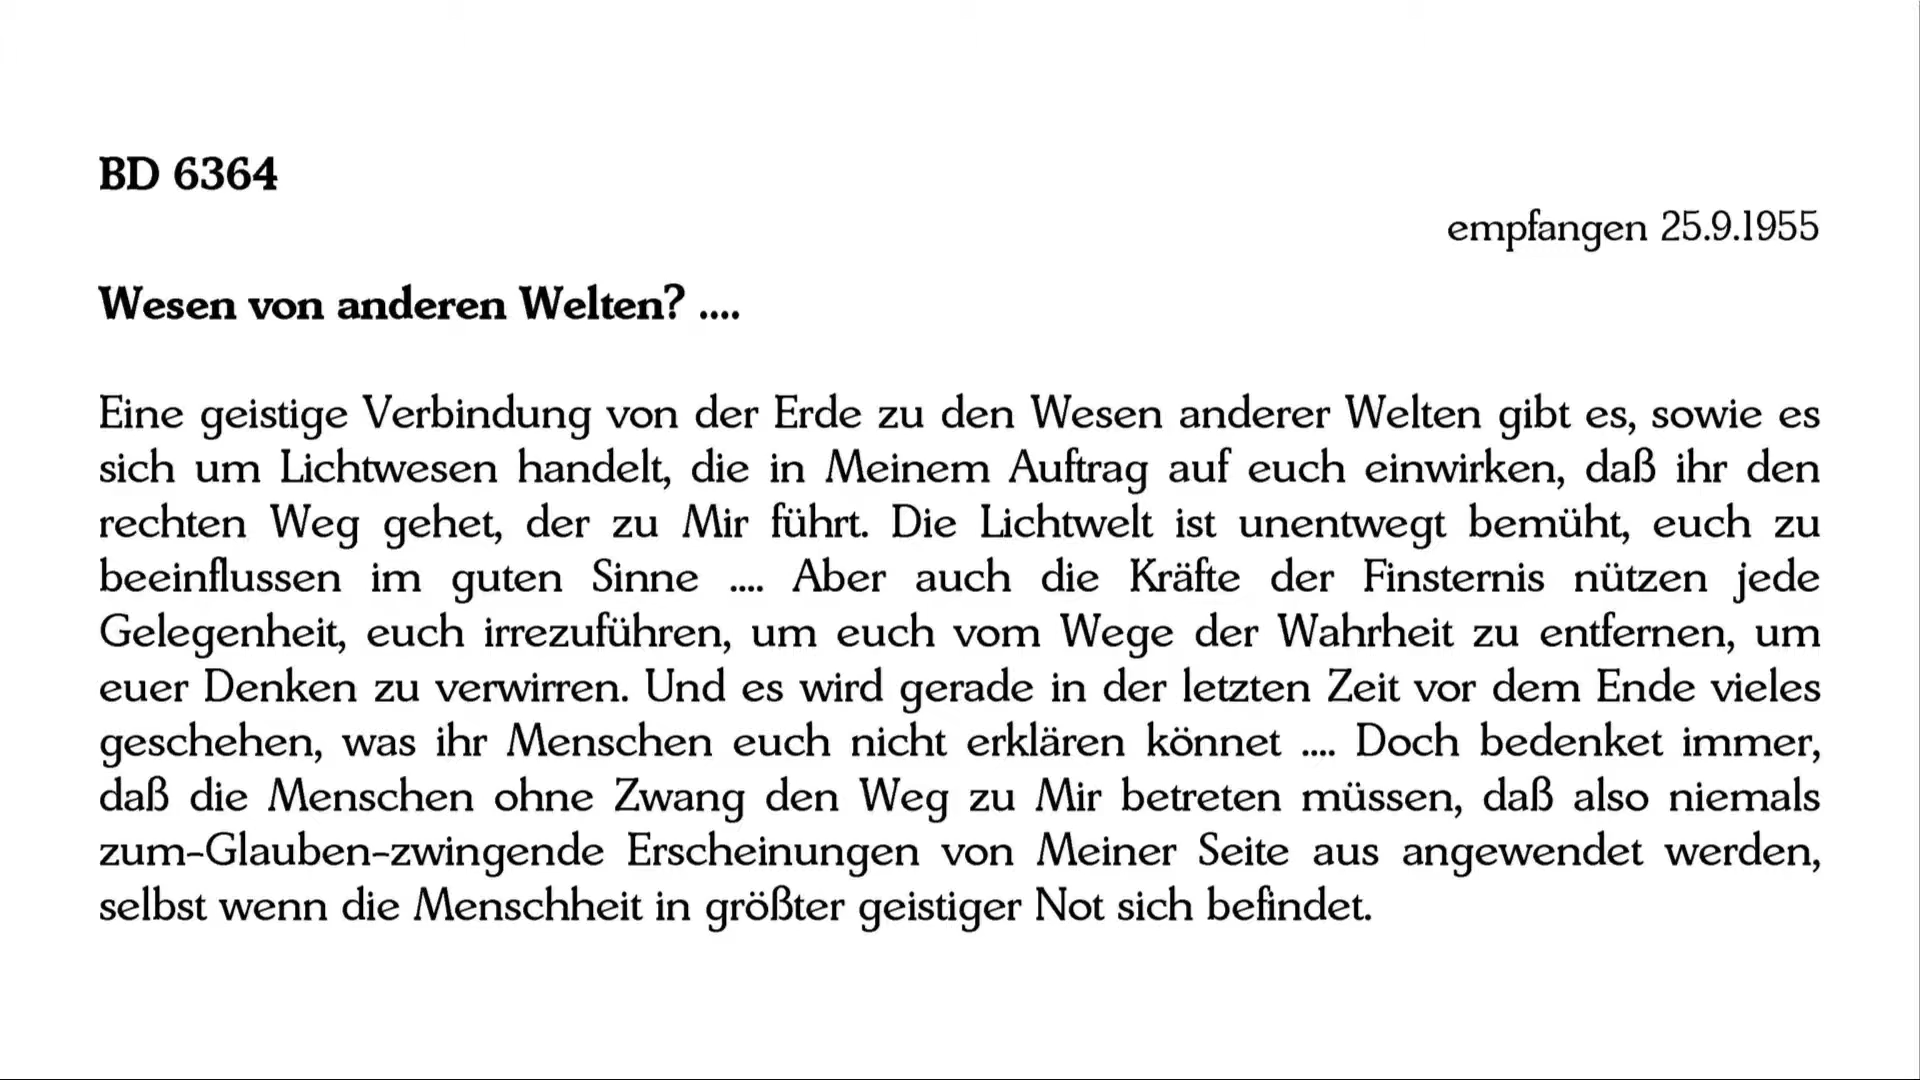 BD 6364
empfangen 25.9.1955
Wesen von anderen Welten? ....
Eine geistige Verbindung von der Erde zu den Wesen anderer Welten gibt es, sowie es
sich um Lichtwesen handelt, die in Meinem Auftrag auf euch einwirken, daß ihr den
rechten Weg gehet, der zu Mir führt. Die Lichtwelt ist unentwegt bemüht, euch zu
beeinflussen im guten Sinne .... Aber auch die Kräfte der Finsternis nützen jede
Gelegenheit, euch irrezuführen, um euch vom Wege der Wahrheit zu entfernen, um
euer Denken zu verwirren. Und es wird gerade in der letzten Zeit vor dem Ende vieles
geschehen, was ihr Menschen euch nicht erklären könnet .... Doch bedenket immer,
daß die Menschen ohne Zwang den Weg zu Mir betreten müssen, daß also niemals
zum-Glauben-zwingende Erscheinungen von Meiner Seite aus angewendet werden,
selbst wenn die Menschheit in größter geistiger Not sich befindet.